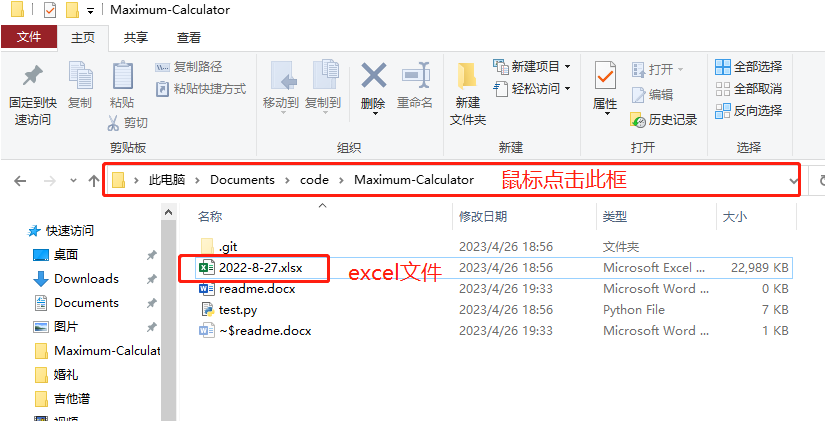 Maximum-Calculator
文件 主页 共享 查看
固定到快速访问
复制
粘贴
复制路径
粘贴快捷方式
剪切
移动到
复制到
删除
重命名
新建文件夹
新建项目
轻松访问
属性
打开
编辑
历史记录
全部选择
全部取消
反向选择
剪贴板 组织 新建 打开 选择
此电脑 Documents code Maximum-Calculator 鼠标点击此框
名称 修改日期 类型 大小
快速访问
桌面
Downloads
Documents
图片
Maximum-Calculat
婚礼
吉他谱
视频
.git 2023/4/26 18:56 文件夹
2022-8-27.xlsx excel文件 2023/4/26 18:56 Microsoft Excel ... 22,989 KB
readme.docx 2023/4/26 19:33 Microsoft Word ... 0 KB
test.py 2023/4/26 18:56 Python File 7 KB
~$readme.docx 2023/4/26 19:33 Microsoft Word ... 1 KB